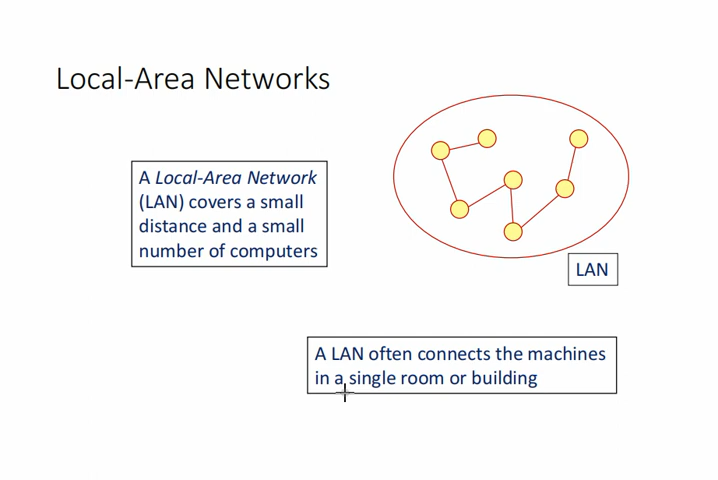 Local-Area Networks
A Local-Area Network
(LAN) covers a small
distance and a small
number of computers
LAN
A LAN often connects the machines
in a single room or building